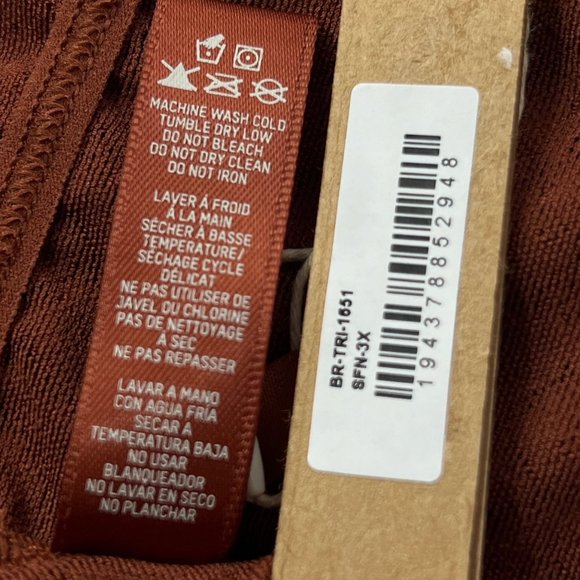 MACHINE WASH COLD
TUMBLE DRY LOW
DO NOT BLEACH
DO NOT DRY CLEAN
DO NOT IRON
LAVER À FROID
À LA MAIN
SÉCHER À BASSE
TEMPERATURE/
SÉCHAGE CYCLE
DÉLICAT
NE PAS UTILISER DE
JAVEL OU CHLORINE
PAS DE NETTOYAGE
À SEC
NE PAS REPASSER
LAVAR A MANO
CON AGUA FRÍA
SECAR A
TEMPERATURA BAJA
NO USAR
BLANQUEADOR
NO LAVAR EN SECO
NO PLANCHAR
BR-TRI-1651
SFN-3X
194378852948